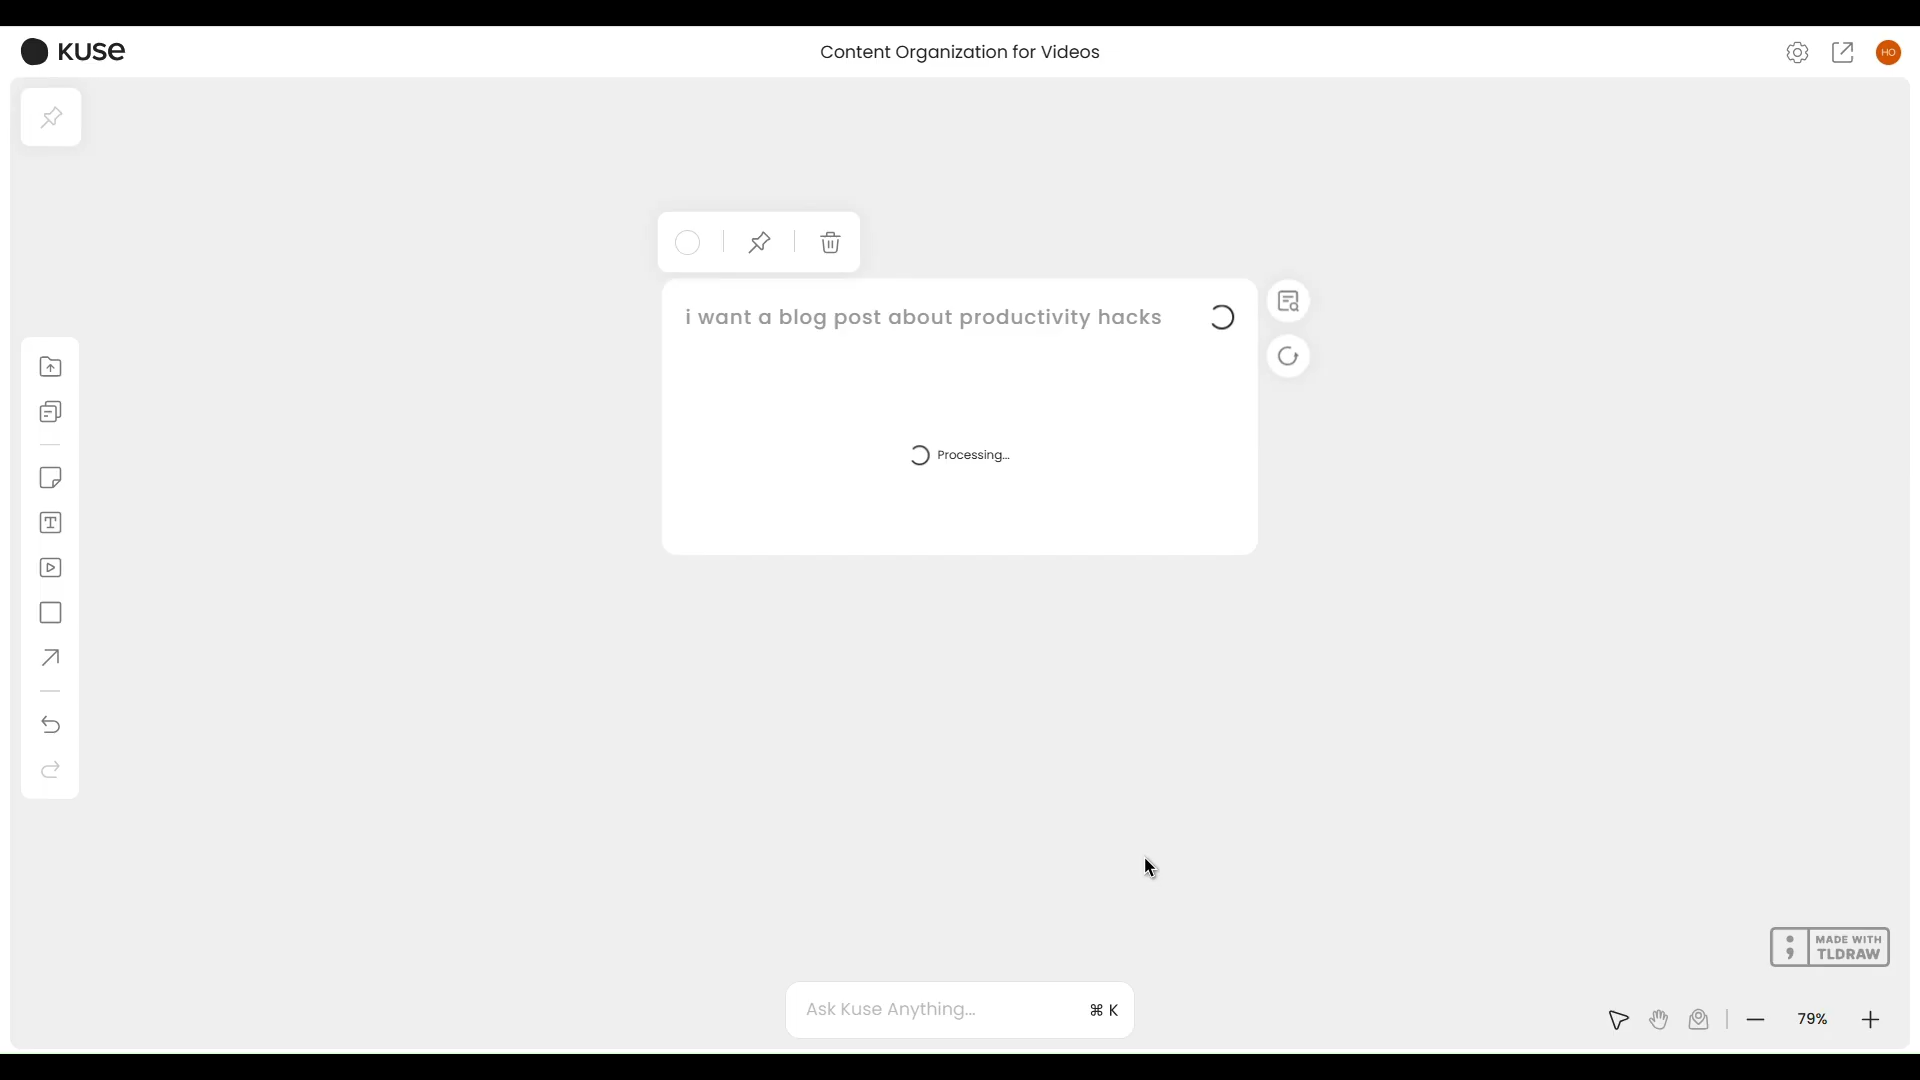 KUSE
Content Organization for Videos
HO
i want a blog post about productivity hacks
Processing...
MADE WITH
TLDRAW
Ask Kuse Anything...
⌘ K
79%